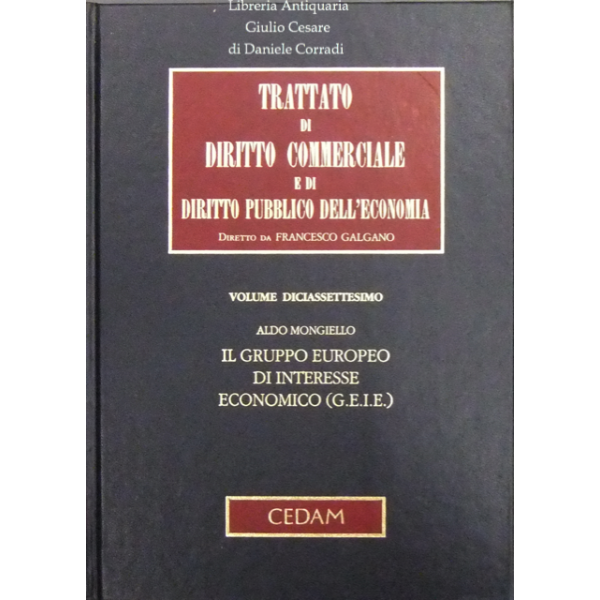 Libreria Antiquaria
Giulio Cesare
di Daniele Corradi
TRATTATO
DI
DIRITTO COMMERCIALE
E DI
DIRITTO PUBBLICO DELL'ECONOMIA
DIRETTO DA FRANCESCO GALGANO
VOLUME DICIASSETTESIMO
ALDO MONGIELLO
IL GRUPPO EUROPEO
DI INTERESSE
ECONOMICO (G.E.I.E.)
CEDAM